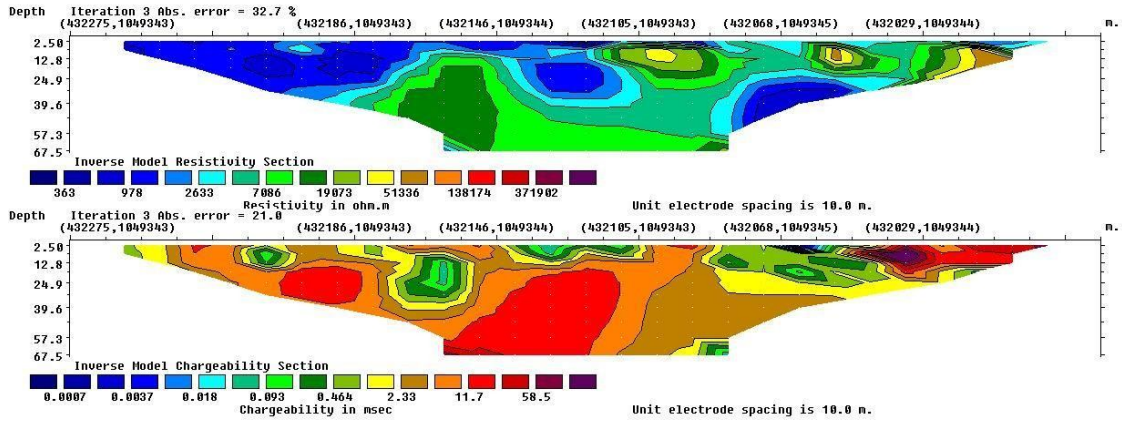 Depth Iteration 3 Abs. error = 32.7 %
(432275,1049343) (432186,1049343) (432146,1049344) (432105,1049343) (432068,1049345) (432029,1049344) m.
2.50
12.8
24.9
39.6
57.3
67.5
Inverse Model Resistivity Section
363 978 2633 7086 19073 51336 138174 371902
Resistivity in ohm.m Unit electrode spacing is 10.0 m.
Depth Iteration 3 Abs. error = 21.0
(432275,1049343) (432186,1049343) (432146,1049344) (432105,1049343) (432068,1049345) (432029,1049344) m.
2.50
12.8
24.9
39.6
57.3
67.5
Inverse Model Chargeability Section
0.0007 0.0037 0.018 0.093 0.464 2.33 11.7 58.5
Chargeability in msec Unit electrode spacing is 10.0 m.